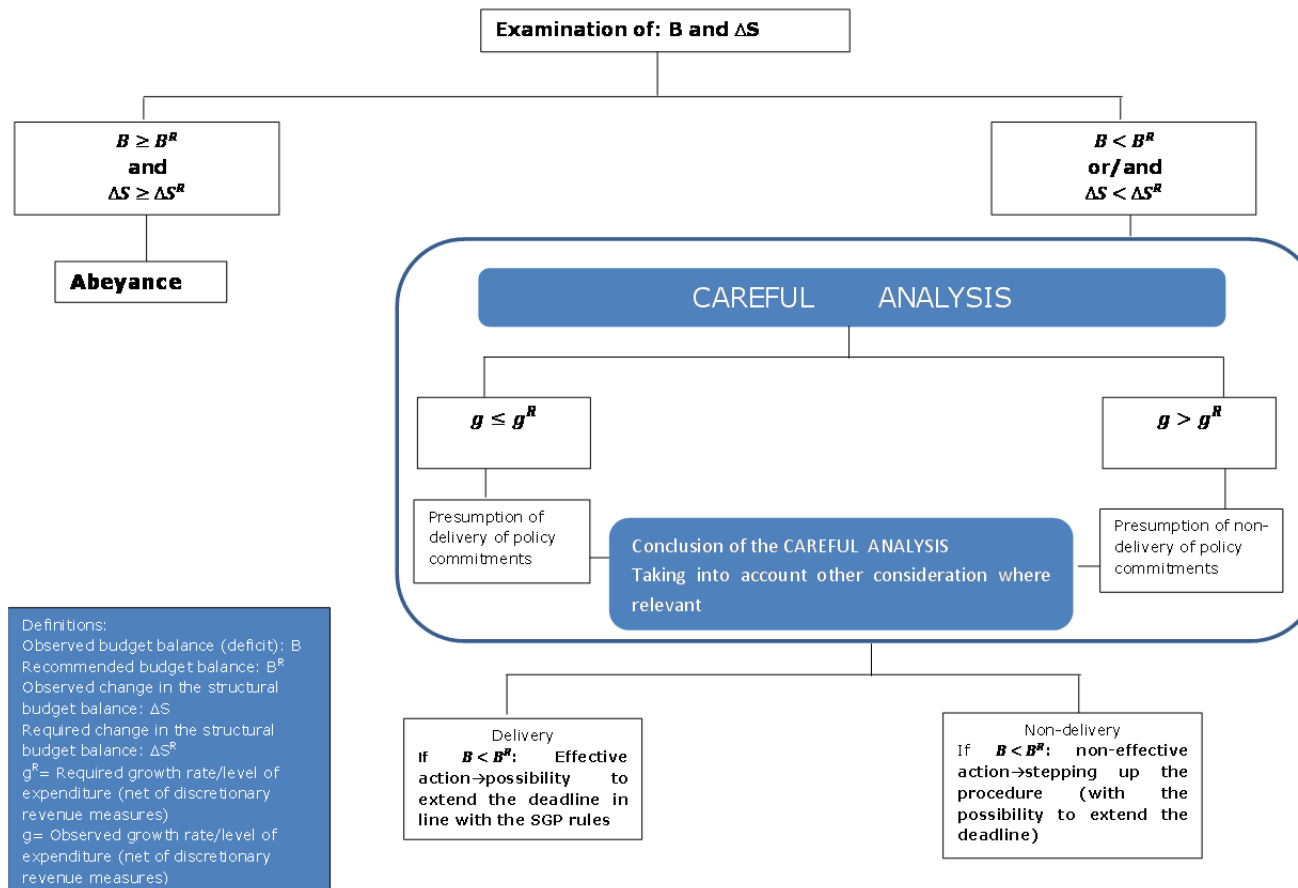 Examination of: B and ΔS
B ≥ B^R
and
ΔS ≥ ΔS^R
B < B^R
or/and
ΔS < ΔS^R
Abeyance
CAREFUL ANALYSIS
g ≤ g^R
g > g^R
Presumption of
delivery of policy
commitments
Conclusion of the CAREFUL ANALYSIS
Taking into account other consideration where
relevant
Presumption of non-
delivery of policy
commitments
Definitions:
Observed budget balance (deficit): B
Recommended budget balance: B^R
Observed change in the structural
budget balance: ΔS
Required change in the structural
budget balance: ΔS^R
g^R= Required growth rate/level of
expenditure (net of discretionary
revenue measures)
g= Observed growth rate/level of
expenditure (net of discretionary
revenue measures)
Delivery
If B < B^R: Effective
action→possibility to
extend the deadline in
line with the SGP rules
Non-delivery
If B < B^R: non-effective
action→stepping up the
procedure (with the
possibility to extend the
deadline)